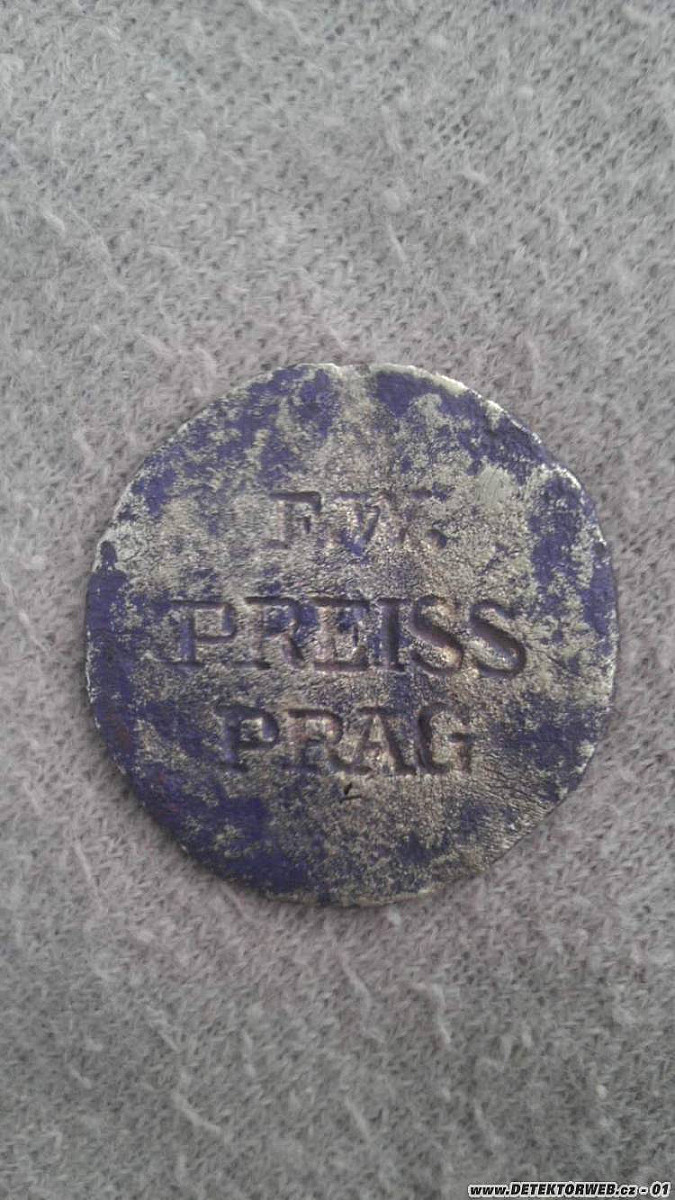 F.W.
PREISS
PRAG
www.DETEKTORWEB.cz - 01